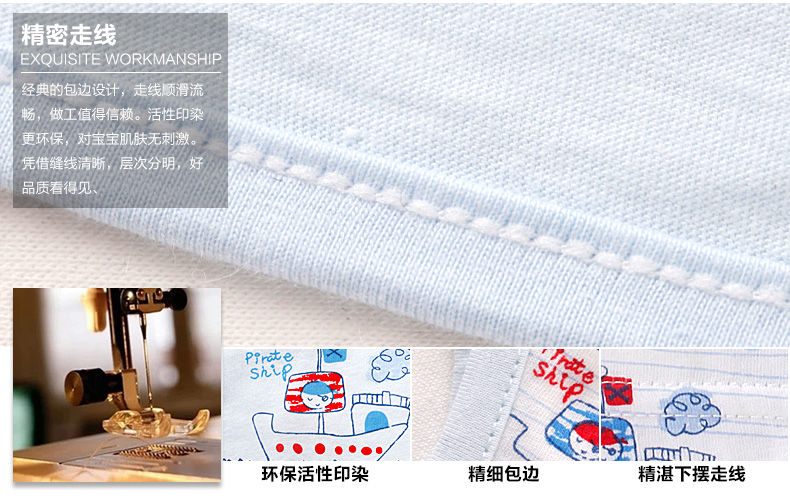 精密走线
EXQUISITE WORKMANSHIP
经典的包边设计，走线顺滑流
畅，做工值得信赖。活性印染
更环保，对宝宝肌肤无刺激。
凭借缝线清晰，层次分明，好
品质看得见、
Pirate
Ship
Pirate
Ship
环保活性印染
精细包边
精湛下摆走线